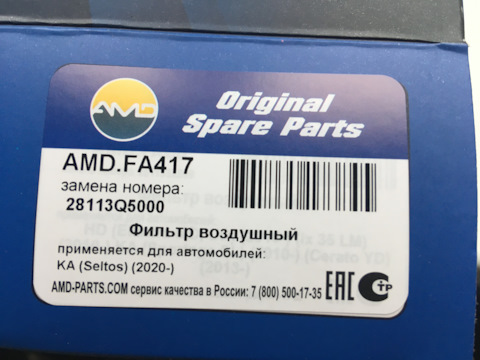 AMD
Original
Spare Parts
AMD.FA417
замена номера:
28113Q5000
Фильтр воздушный
применяется для автомобилей:
KA (Seltos) (2020-)
AMD-PARTS.COM сервис качества в России: 7 (800) 500-17-35
EAC
СТР